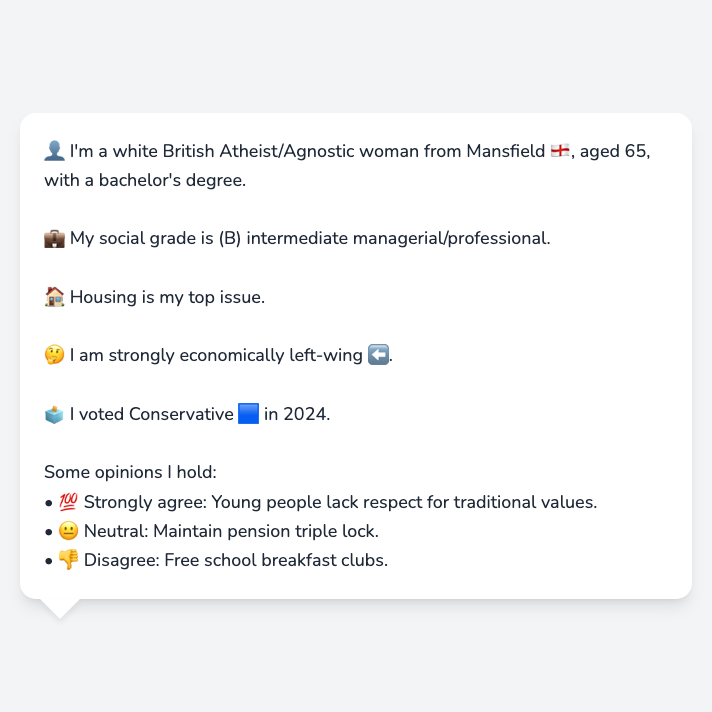 👤 I'm a white British Atheist/Agnostic woman from Mansfield 🏴󠁧󠁢󠁥󠁮󠁧󠁿, aged 65,
with a bachelor's degree.
💼 My social grade is (B) intermediate managerial/professional.
🏠 Housing is my top issue.
🤔 I am strongly economically left-wing ⬅️.
🗳️ I voted Conservative 🟦 in 2024.
Some opinions I hold:
• 💯 Strongly agree: Young people lack respect for traditional values.
• 😐 Neutral: Maintain pension triple lock.
• 👎 Disagree: Free school breakfast clubs.